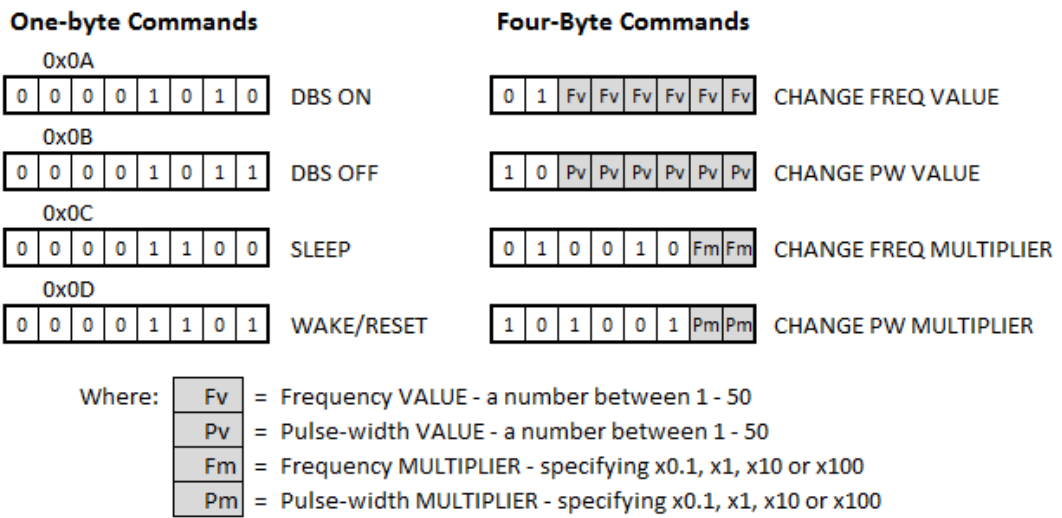 One-byte Commands Four-Byte Commands
0x0A
0 0 0 0 1 0 1 0 DBS ON 0 1 Fv Fv Fv Fv Fv Fv CHANGE FREQ VALUE
0x0B
0 0 0 0 1 0 1 1 DBS OFF 1 0 Pv Pv Pv Pv Pv Pv CHANGE PW VALUE
0x0C
0 0 0 0 1 1 0 0 SLEEP 0 1 0 0 1 0 Fm Fm CHANGE FREQ MULTIPLIER
0x0D
0 0 0 0 1 1 0 1 WAKE/RESET 1 0 1 0 0 1 Pm Pm CHANGE PW MULTIPLIER
Where: Fv = Frequency VALUE - a number between 1 - 50
Pv = Pulse-width VALUE - a number between 1 - 50
Fm = Frequency MULTIPLIER - specifying x0.1, x1, x10 or x100
Pm = Pulse-width MULTIPLIER - specifying x0.1, x1, x10 or x100